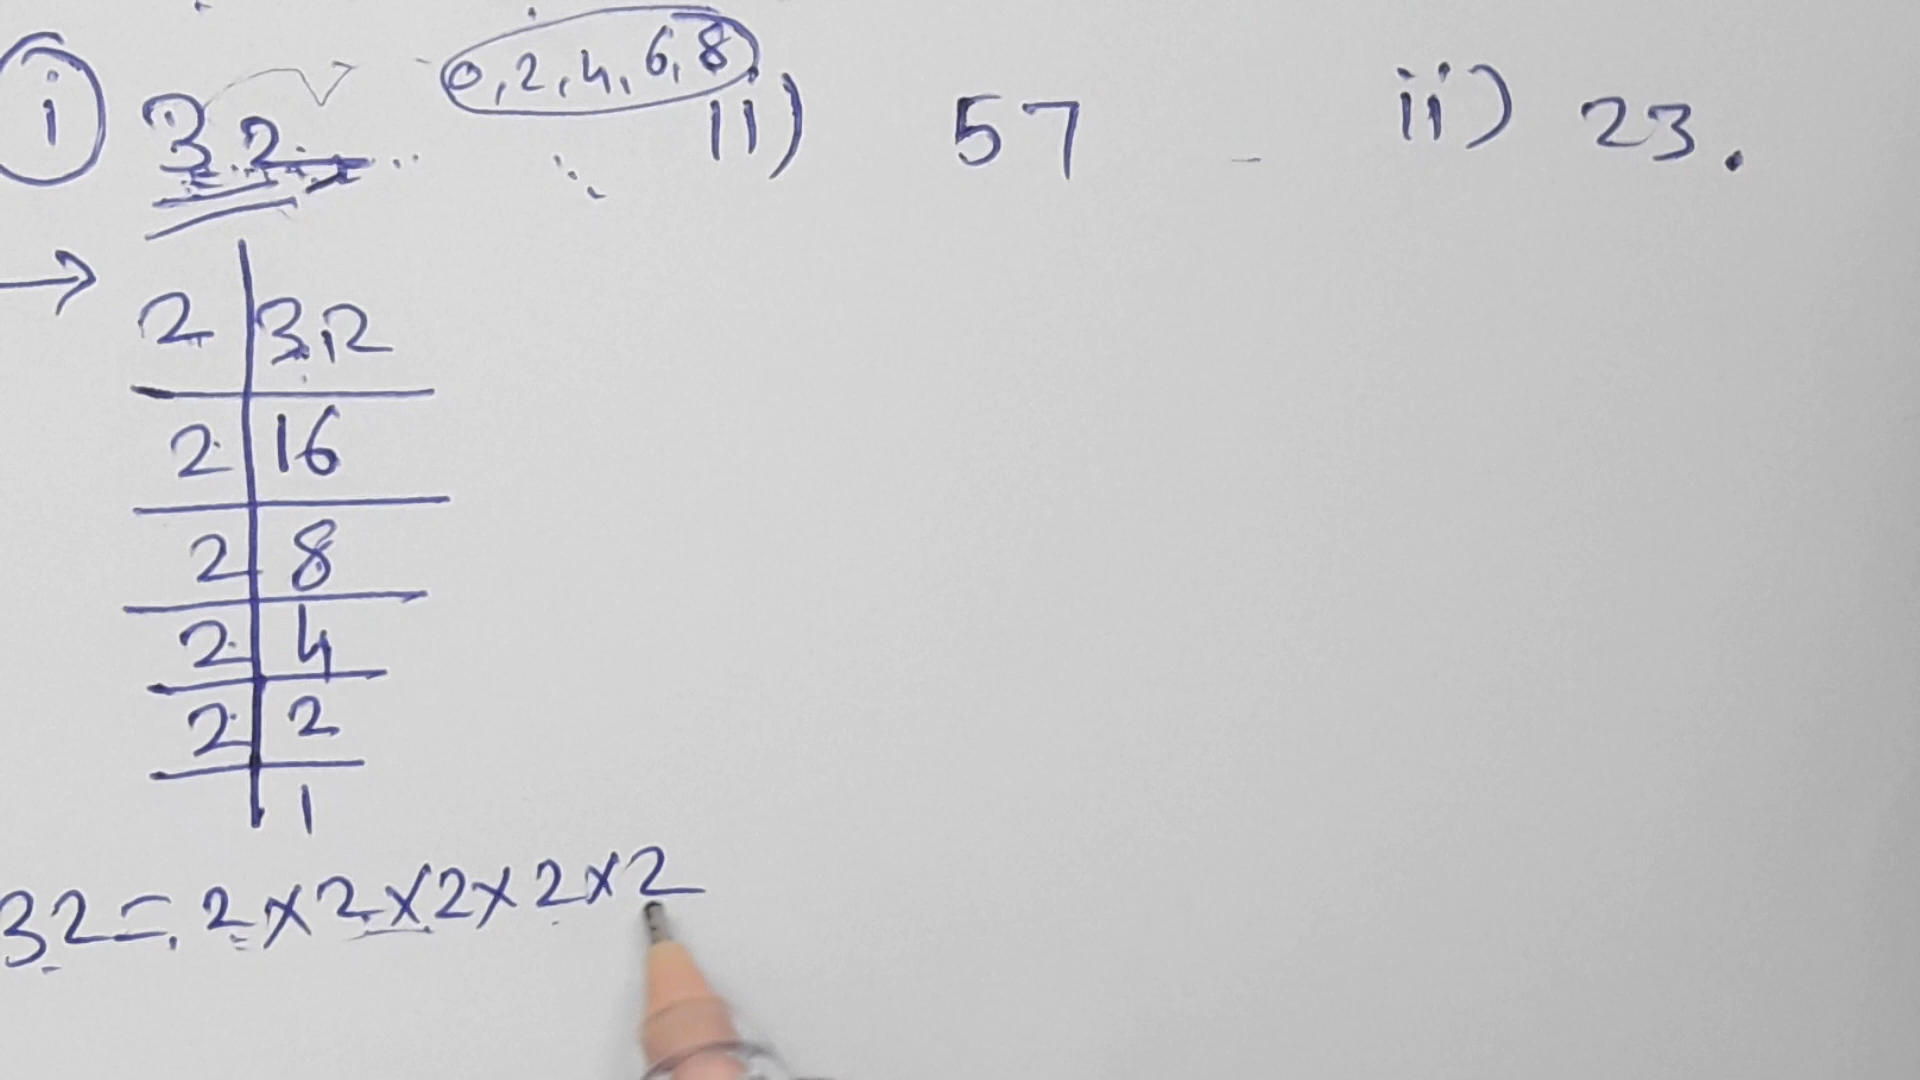 i 32 0, 2, 4, 6, 8 ii) 57 ii) 23.
→
2 | 32
2 | 16
2 | 8
2 | 4
2 | 2
1
32 = 2 × 2 × 2 × 2 × 2